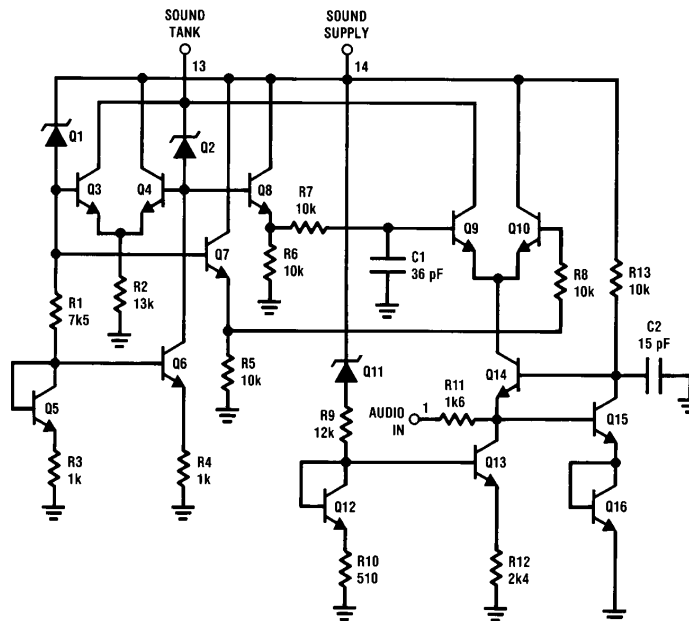 SOUND
TANK
13
SOUND
SUPPLY
14
Q1
Q2
Q3
Q4
Q8
R7
10k
Q9
Q10
Q7
R6
10k
C1
36 pF
R8
10k
R13
10k
R2
13k
R1
7k5
C2
15 pF
Q6
R5
10k
Q11
Q14
R11
1k6
Q5
R9
12k
AUDIO
IN
1
Q15
R3
1k
R4
1k
Q13
Q12
Q16
R10
510
R12
2k4